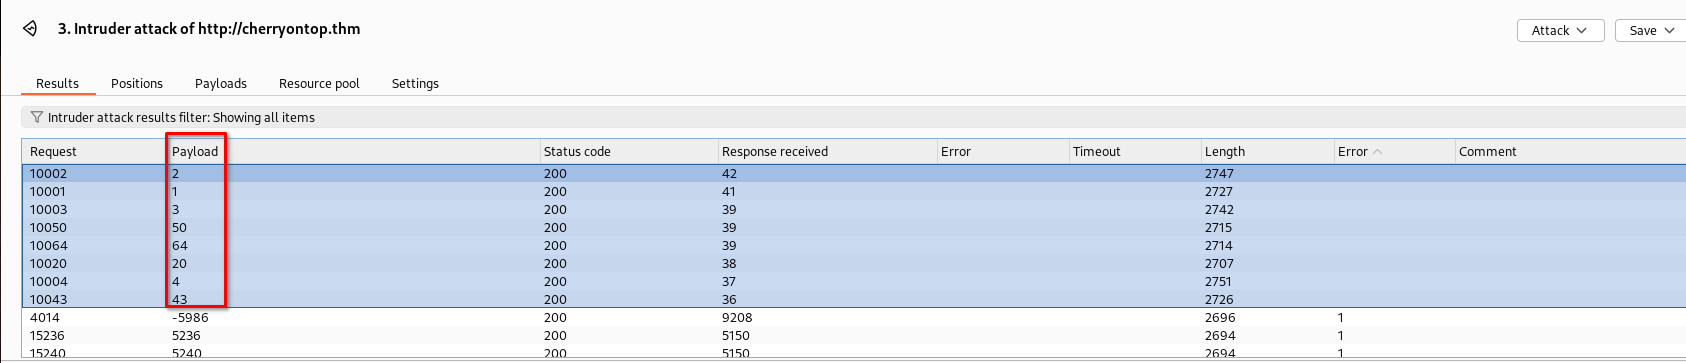 3. Intruder attack of http://cherryontop.thm
Attack Save
Results Positions Payloads Resource pool Settings
Intruder attack results filter: Showing all items
Request Payload Status code Response received Error Timeout Length Error Comment
10002 2 200 42 2747
10001 1 200 41 2727
10003 3 200 39 2742
10050 50 200 39 2715
10064 64 200 39 2714
10020 20 200 38 2707
10004 4 200 37 2751
10043 43 200 36 2726
4014 -5986 200 9208 2696 1
15236 5236 200 5150 2694 1
15240 5240 200 5150 2694 1